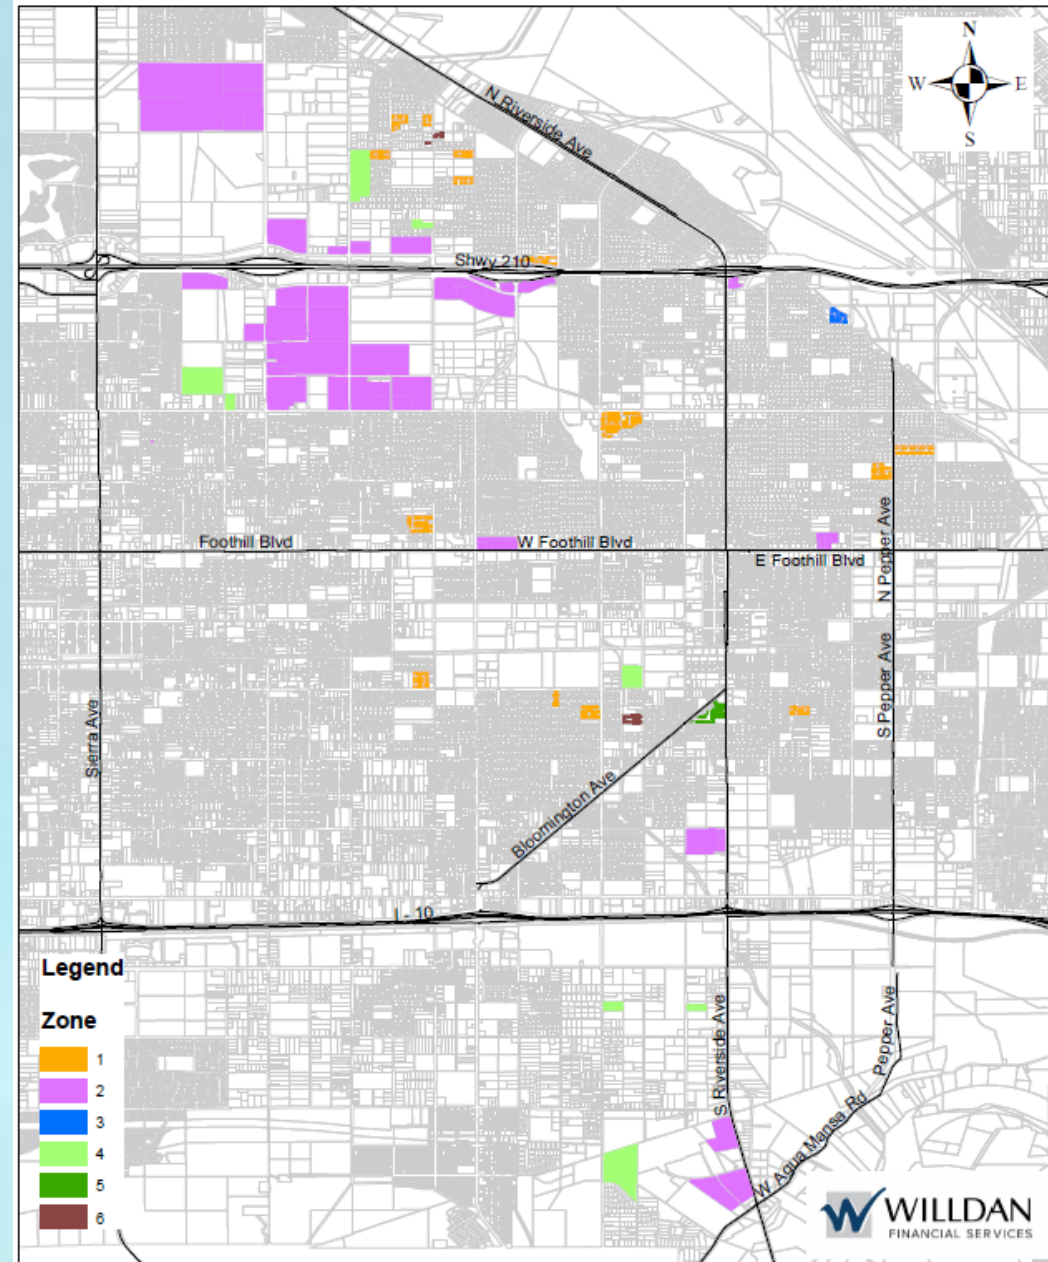 N
W E
S
N Riverside Ave
Shwy 210
Foothill Blvd
W Foothill Blvd
E Foothill Blvd
N Pepper Ave
S Pepper Ave
Sierra Ave
Bloomington Ave
I - 10
Legend
Zone
1
2
3
4
5
6
S Riverside Ave
Pepper Ave
W Agua Mansa Rd
WILLDAN
FINANCIAL SERVICES